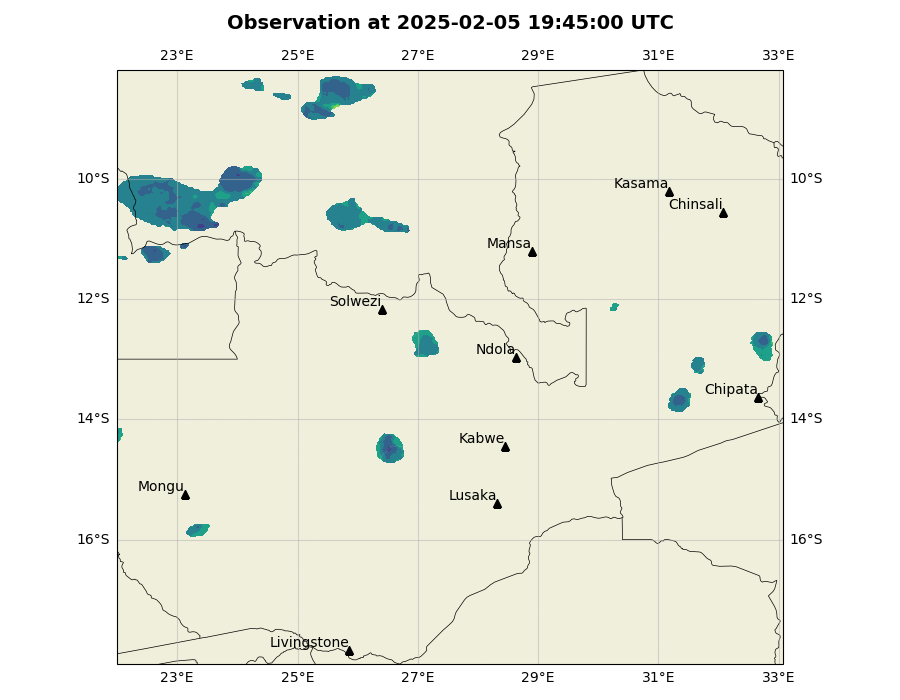 Observation at 2025-02-05 19:45:00 UTC
23°E 25°E 27°E 29°E 31°E 33°E
10°S 10°S
Kasama
Chinsali
Mansa
12°S 12°S
Solwezi
Ndola
Chipata
14°S 14°S
Kabwe
Mongu
Lusaka
16°S 16°S
Livingstone
23°E 25°E 27°E 29°E 31°E 33°E